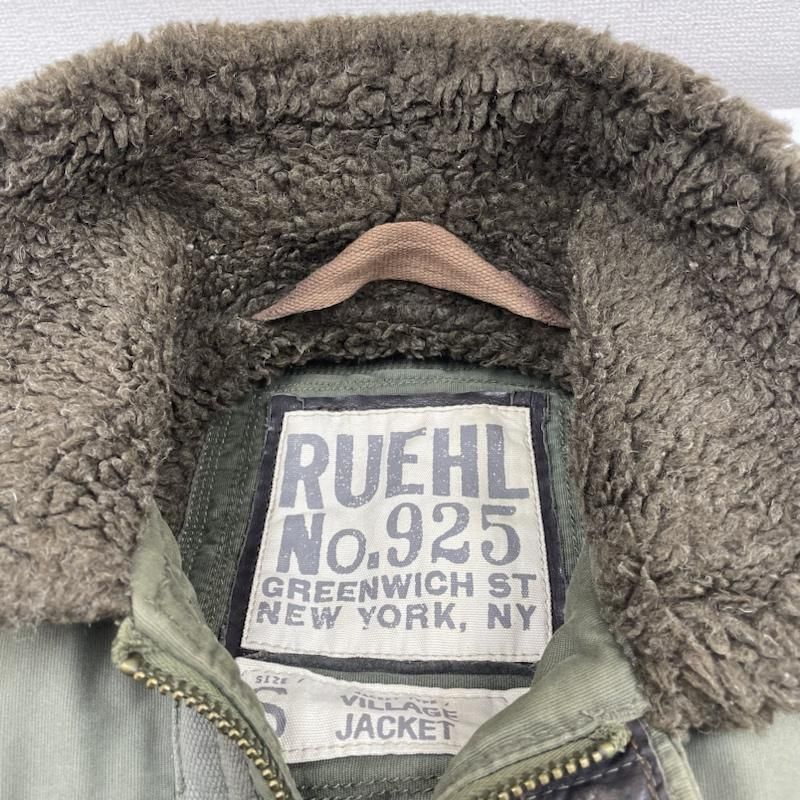 RUEHL
No.925
GREENWICH ST
NEW YORK, NY
SIZE
S
VILLAGE
JACKET